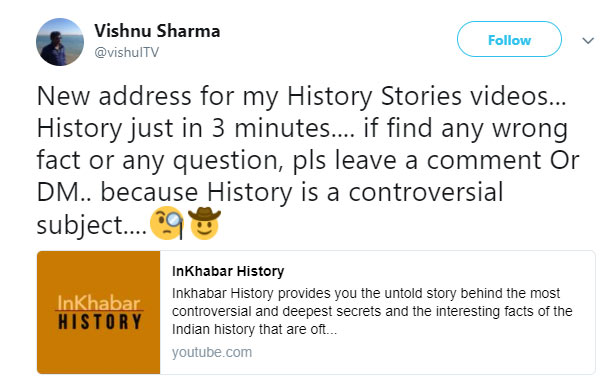 Vishnu Sharma
@vishulTV
Follow
New address for my History Stories videos...
History just in 3 minutes.... if find any wrong
fact or any question, pls leave a comment Or
DM.. because History is a controversial
subject....🧐🤠
InKhabar
HISTORY
InKhabar History
Inkhabar History provides you the untold story behind the most
controversial and deepest secrets and the interesting facts of the
Indian history that are oft...
youtube.com